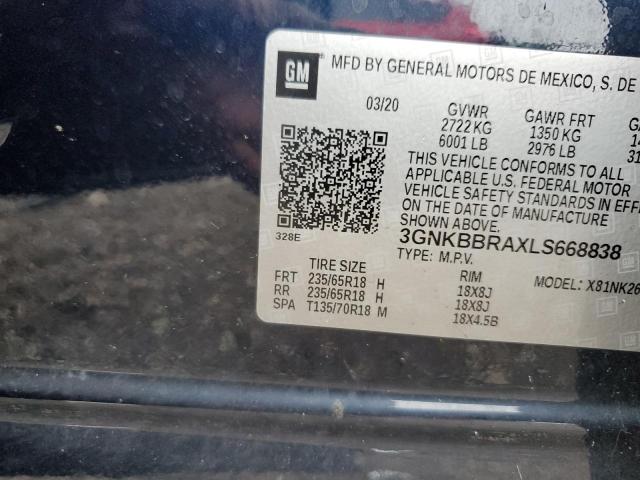 GM
MFD BY GENERAL MOTORS DE MEXICO, S. DE
03/20 GVWR GAWR FRT
2722 KG 1350 KG
6001 LB 2976 LB
THIS VEHICLE CONFORMS TO ALL
APPLICABLE U.S. FEDERAL MOTOR
VEHICLE SAFETY STANDARDS IN
ON THE DATE OF MANUFACTURE
SHOWN ABOVE.
328E
3GNKBBRAXLS668838
TYPE: M.P.V.
TIRE SIZE RIM MODEL: X81NK26
FRT 235/65R18 H 18X8J
RR 235/65R18 H 18X8J
SPA T135/70R18 M 18X4.5B